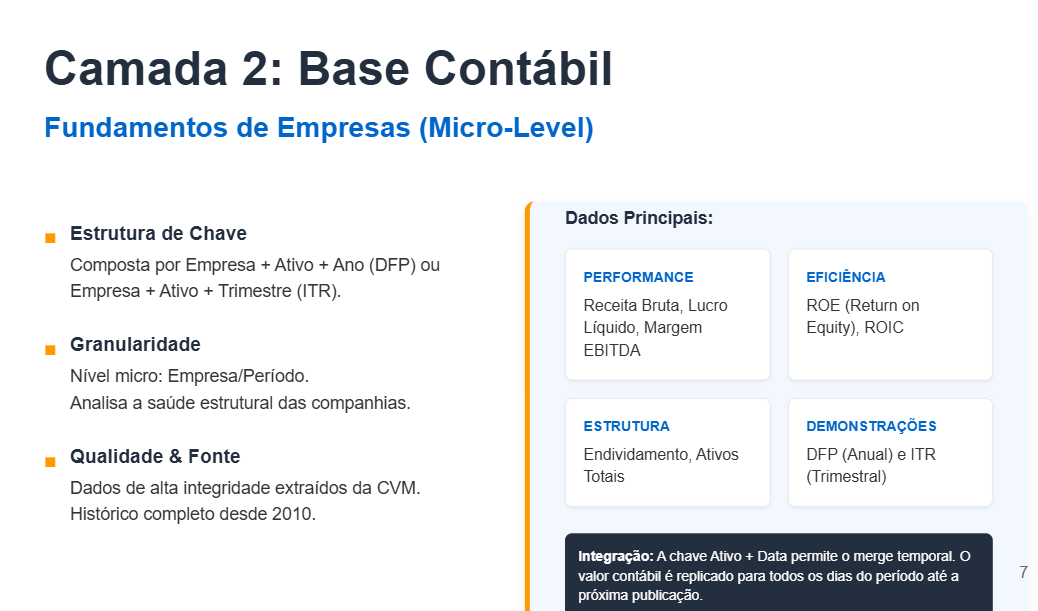 Camada 2: Base Contábil
Fundamentos de Empresas (Micro-Level)
Estrutura de Chave
Composta por Empresa + Ativo + Ano (DFP) ou
Empresa + Ativo + Trimestre (ITR).
Granularidade
Nível micro: Empresa/Período.
Analisa a saúde estrutural das companhias.
Qualidade & Fonte
Dados de alta integridade extraídos da CVM.
Histórico completo desde 2010.
Dados Principais:
PERFORMANCE
Receita Bruta, Lucro
Líquido, Margem
EBITDA
EFICIÊNCIA
ROE (Return on
Equity), ROIC
ESTRUTURA
Endividamento, Ativos
Totais
DEMONSTRAÇÕES
DFP (Anual) e ITR
(Trimestral)
Integração: A chave Ativo + Data permite o merge temporal. O
valor contábil é replicado para todos os dias do período até a
próxima publicação.
7